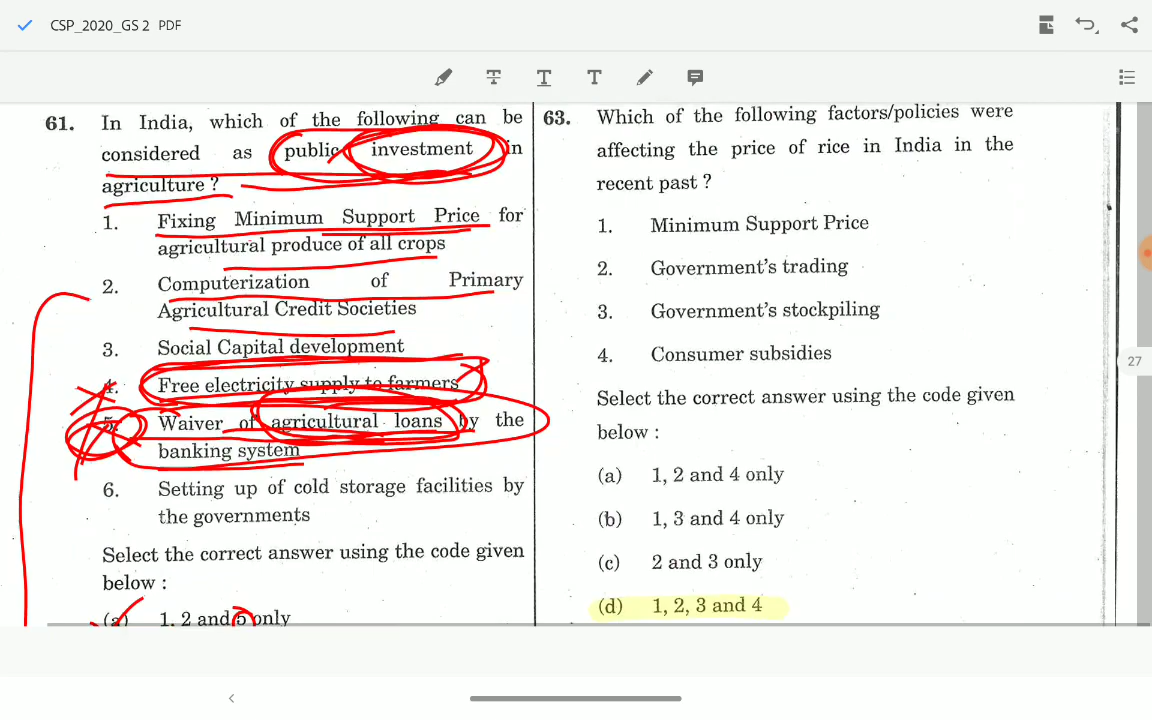 CSP_2020_GS 2 PDF
61. In India, which of the following can be
considered as public investment in
agriculture ?
1. Fixing Minimum Support Price for
agricultural produce of all crops
2. Computerization of Primary
Agricultural Credit Societies
3. Social Capital development
4. Free electricity supply to farmers
5. Waiver of agricultural loans by the
banking system
6. Setting up of cold storage facilities by
the governments
Select the correct answer using the code given
below :
(a) 1, 2 and 5 only
63. Which of the following factors/policies were
affecting the price of rice in India in the
recent past ?
1. Minimum Support Price
2. Government's trading
3. Government's stockpiling
4. Consumer subsidies
Select the correct answer using the code given
below :
(a) 1, 2 and 4 only
(b) 1, 3 and 4 only
(c) 2 and 3 only
(d) 1, 2, 3 and 4
27